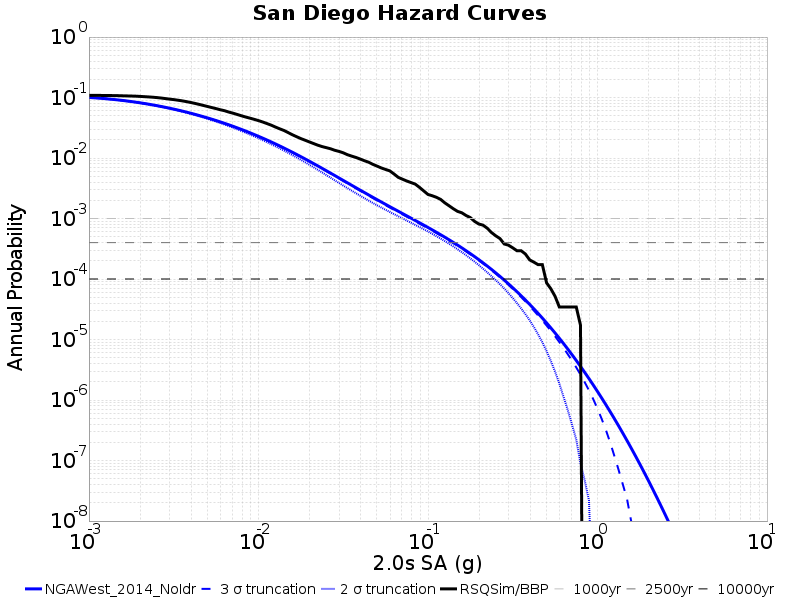 San Diego Hazard Curves
10^0
10^-1
10^-2
10^-3
10^-4
10^-5
10^-6
10^-7
10^-8
Annual Probability
10^-3 10^-2 10^-1 10^0 10^1
2.0s SA (g)
NGAWest_2014_NoIdr 3 σ truncation 2 σ truncation RSQSim/BBP 1000yr 2500yr 10000yr